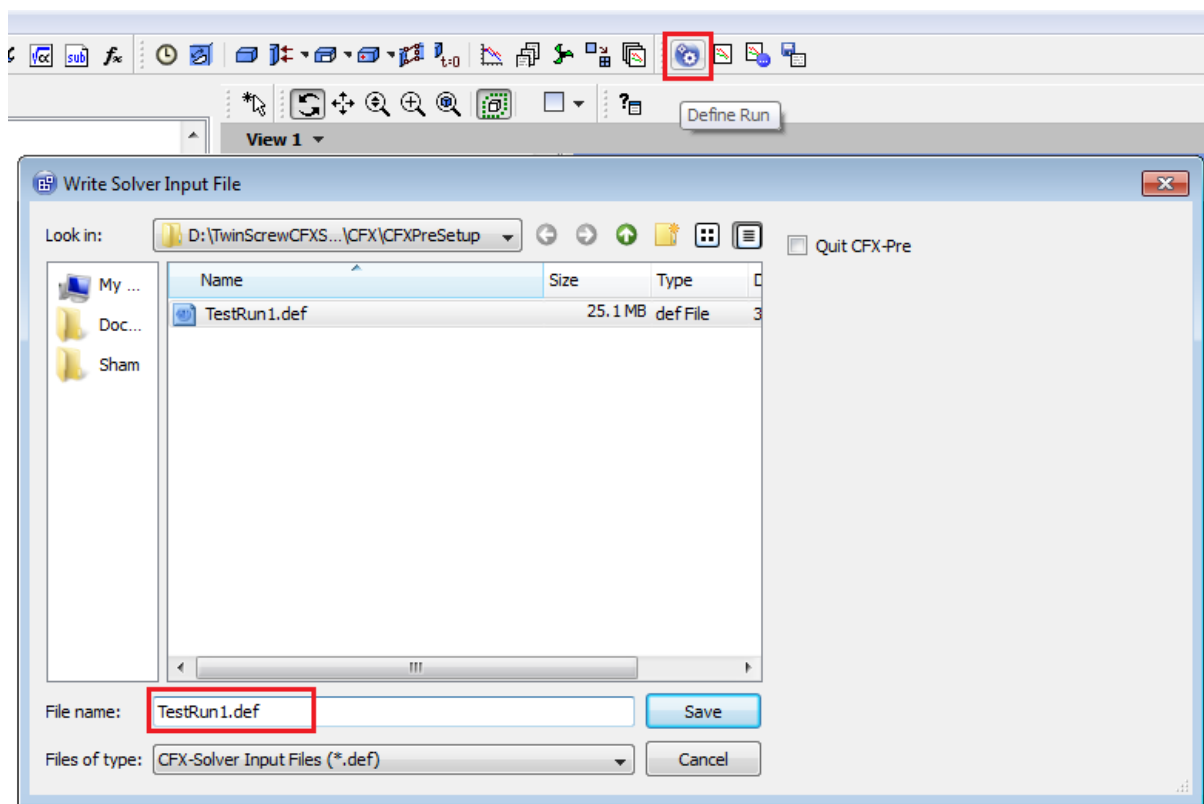 √α sub fx
t=0
Define Run
View 1
Write Solver Input File
Look in: D:\TwinScrewCFXS...\CFX\CFXPreSetup
Quit CFX-Pre
My ...
Doc...
Sham
Name Size Type D
TestRun1.def 25.1 MB def File 3
File name: TestRun1.def Save
Files of type: CFX-Solver Input Files (*.def) Cancel